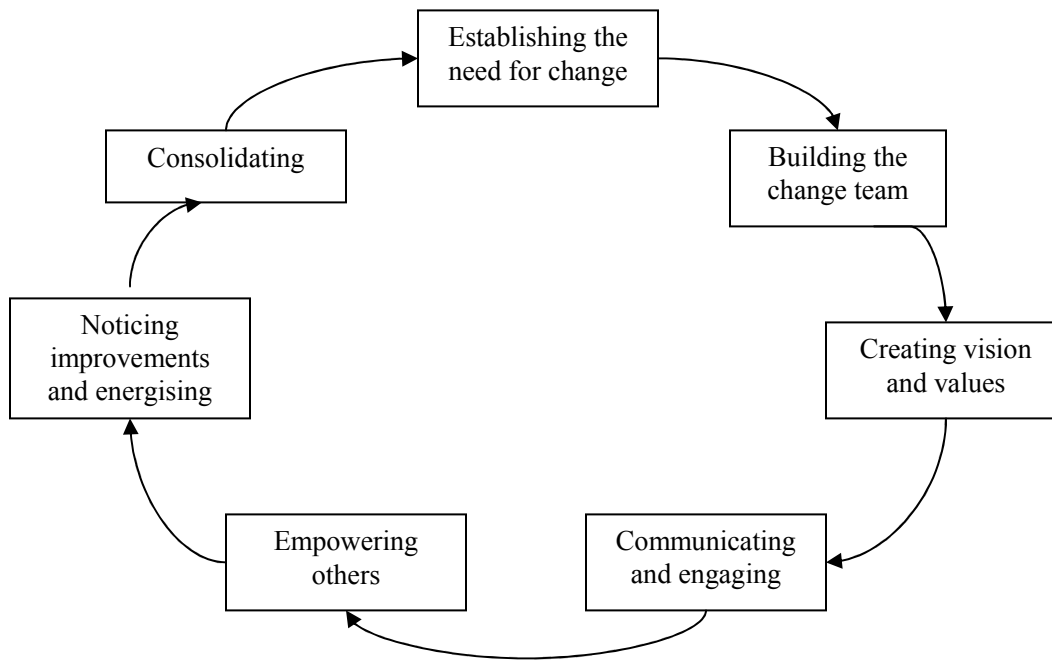 Establishing the
need for change
Building the
change team
Creating vision
and values
Communicating
and engaging
Empowering
others
Noticing
improvements
and energising
Consolidating